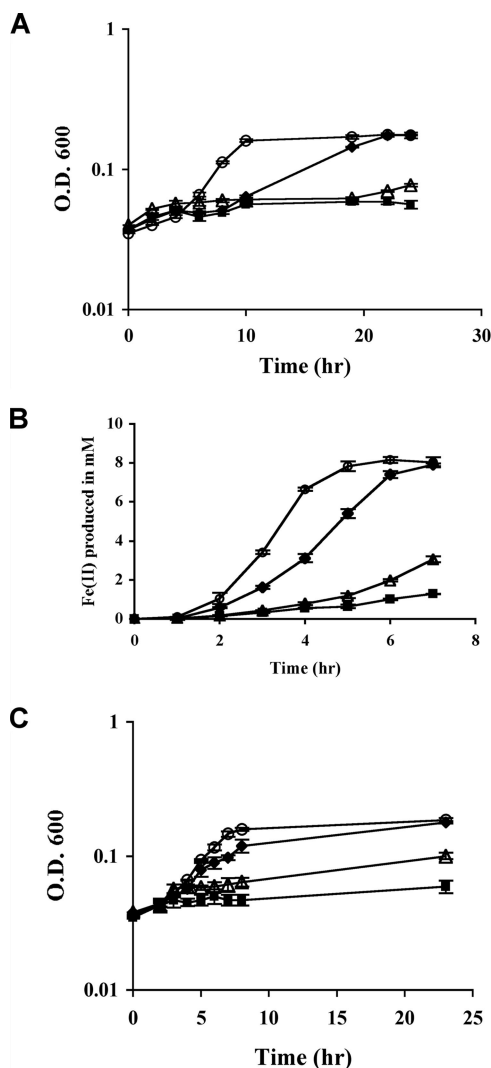 A
1
O.D. 600
0.1
0.01
0 10 20 30
Time (hr)
B
Fe(II) produced in mM
10
8
6
4
2
0
0 2 4 6 8
Time (hr)
C
1
O.D. 600
0.1
0.01
0 5 10 15 20 25
Time (hr)